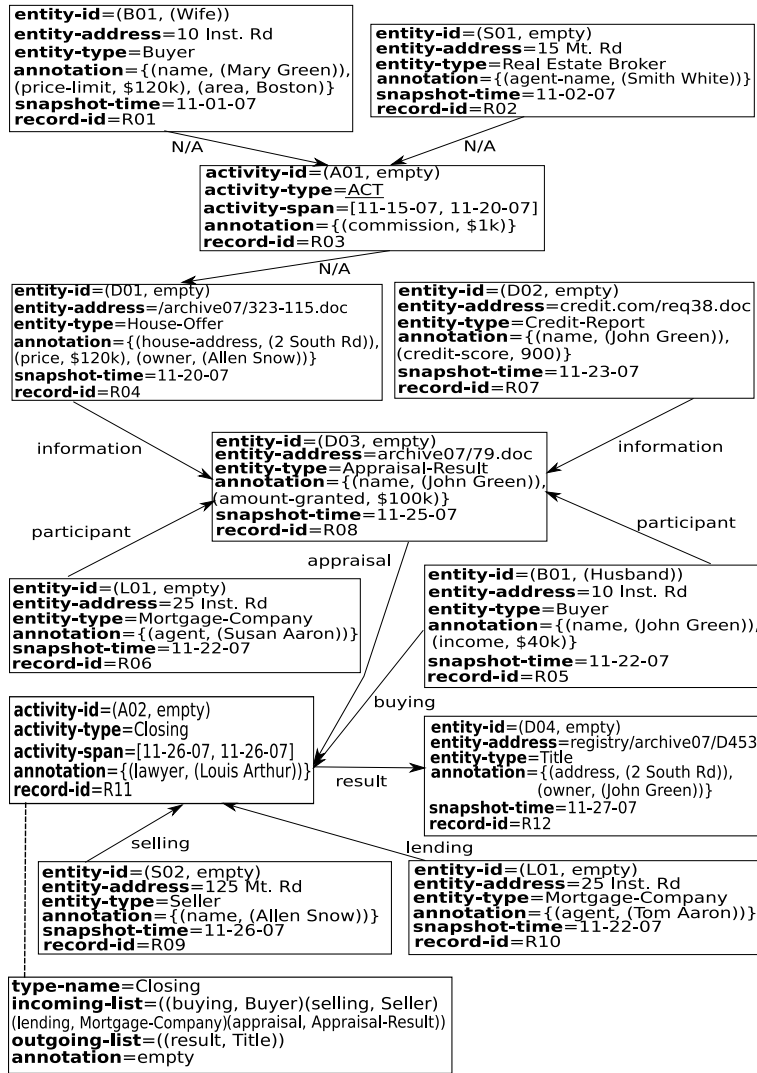 entity-id=(B01, (Wife))
entity-address=10 Inst. Rd
entity-type=Buyer
annotation={(name, (Mary Green)),
(price-limit, $120k), (area, Boston)}
snapshot-time=11-01-07
record-id=R01
entity-id=(S01, empty)
entity-address=15 Mt. Rd
entity-type=Real Estate Broker
annotation={(agent-name, (Smith White))}
snapshot-time=11-02-07
record-id=R02
N/A
N/A
activity-id=(A01, empty)
activity-type=ACT
activity-span=[11-15-07, 11-20-07]
annotation={(commission, $1k)}
record-id=R03
N/A
entity-id=(D01, empty)
entity-address=/archive07/323-115.doc
entity-type=House-Offer
annotation={(house-address, (2 South Rd)),
(price, $120k), (owner, (Allen Snow))}
snapshot-time=11-20-07
record-id=R04
entity-id=(D02, empty)
entity-address=credit.com/req38.doc
entity-type=Credit-Report
annotation={(name, (John Green)),
(credit-score, 900)}
snapshot-time=11-23-07
record-id=R07
information
information
entity-id=(D03, empty)
entity-address=archive07/79.doc
entity-type=Appraisal-Result
annotation={(name, (John Green)),
(amount-granted, $100k)}
snapshot-time=11-25-07
record-id=R08
participant
participant
appraisal
entity-id=(L01, empty)
entity-address=25 Inst. Rd
entity-type=Mortgage-Company
annotation={(agent, (Susan Aaron))}
snapshot-time=11-22-07
record-id=R06
entity-id=(B01, (Husband))
entity-address=10 Inst. Rd
entity-type=Buyer
annotation={(name, (John Green)),
(income, $40k)}
snapshot-time=11-22-07
record-id=R05
buying
activity-id=(A02, empty)
activity-type=Closing
activity-span=[11-26-07, 11-26-07]
annotation={(lawyer, (Louis Arthur))}
record-id=R11
result
entity-id=(D04, empty)
entity-address=registry/archive07/D453
entity-type=Title
annotation={(address, (2 South Rd)),
(owner, (John Green))}
snapshot-time=11-27-07
record-id=R12
selling
lending
entity-id=(S02, empty)
entity-address=125 Mt. Rd
entity-type=Seller
annotation={(name, (Allen Snow))}
snapshot-time=11-26-07
record-id=R09
entity-id=(L01, empty)
entity-address=25 Inst. Rd
entity-type=Mortgage-Company
annotation={(agent, (Tom Aaron))}
snapshot-time=11-22-07
record-id=R10
type-name=Closing
incoming-list=((buying, Buyer)(selling, Seller)
(lending, Mortgage-Company)(appraisal, Appraisal-Result))
outgoing-list=((result, Title))
annotation=empty